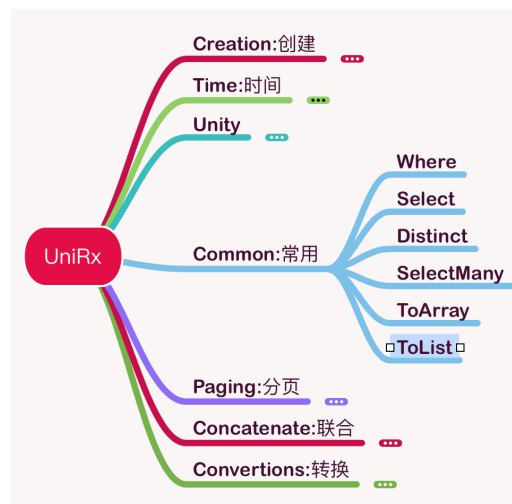 Creation:创建
Time:时间
Unity
UniRx
Common:常用
Where
Select
Distinct
SelectMany
ToArray
ToList
Paging:分页
Concatenate:联合
Convertions:转换